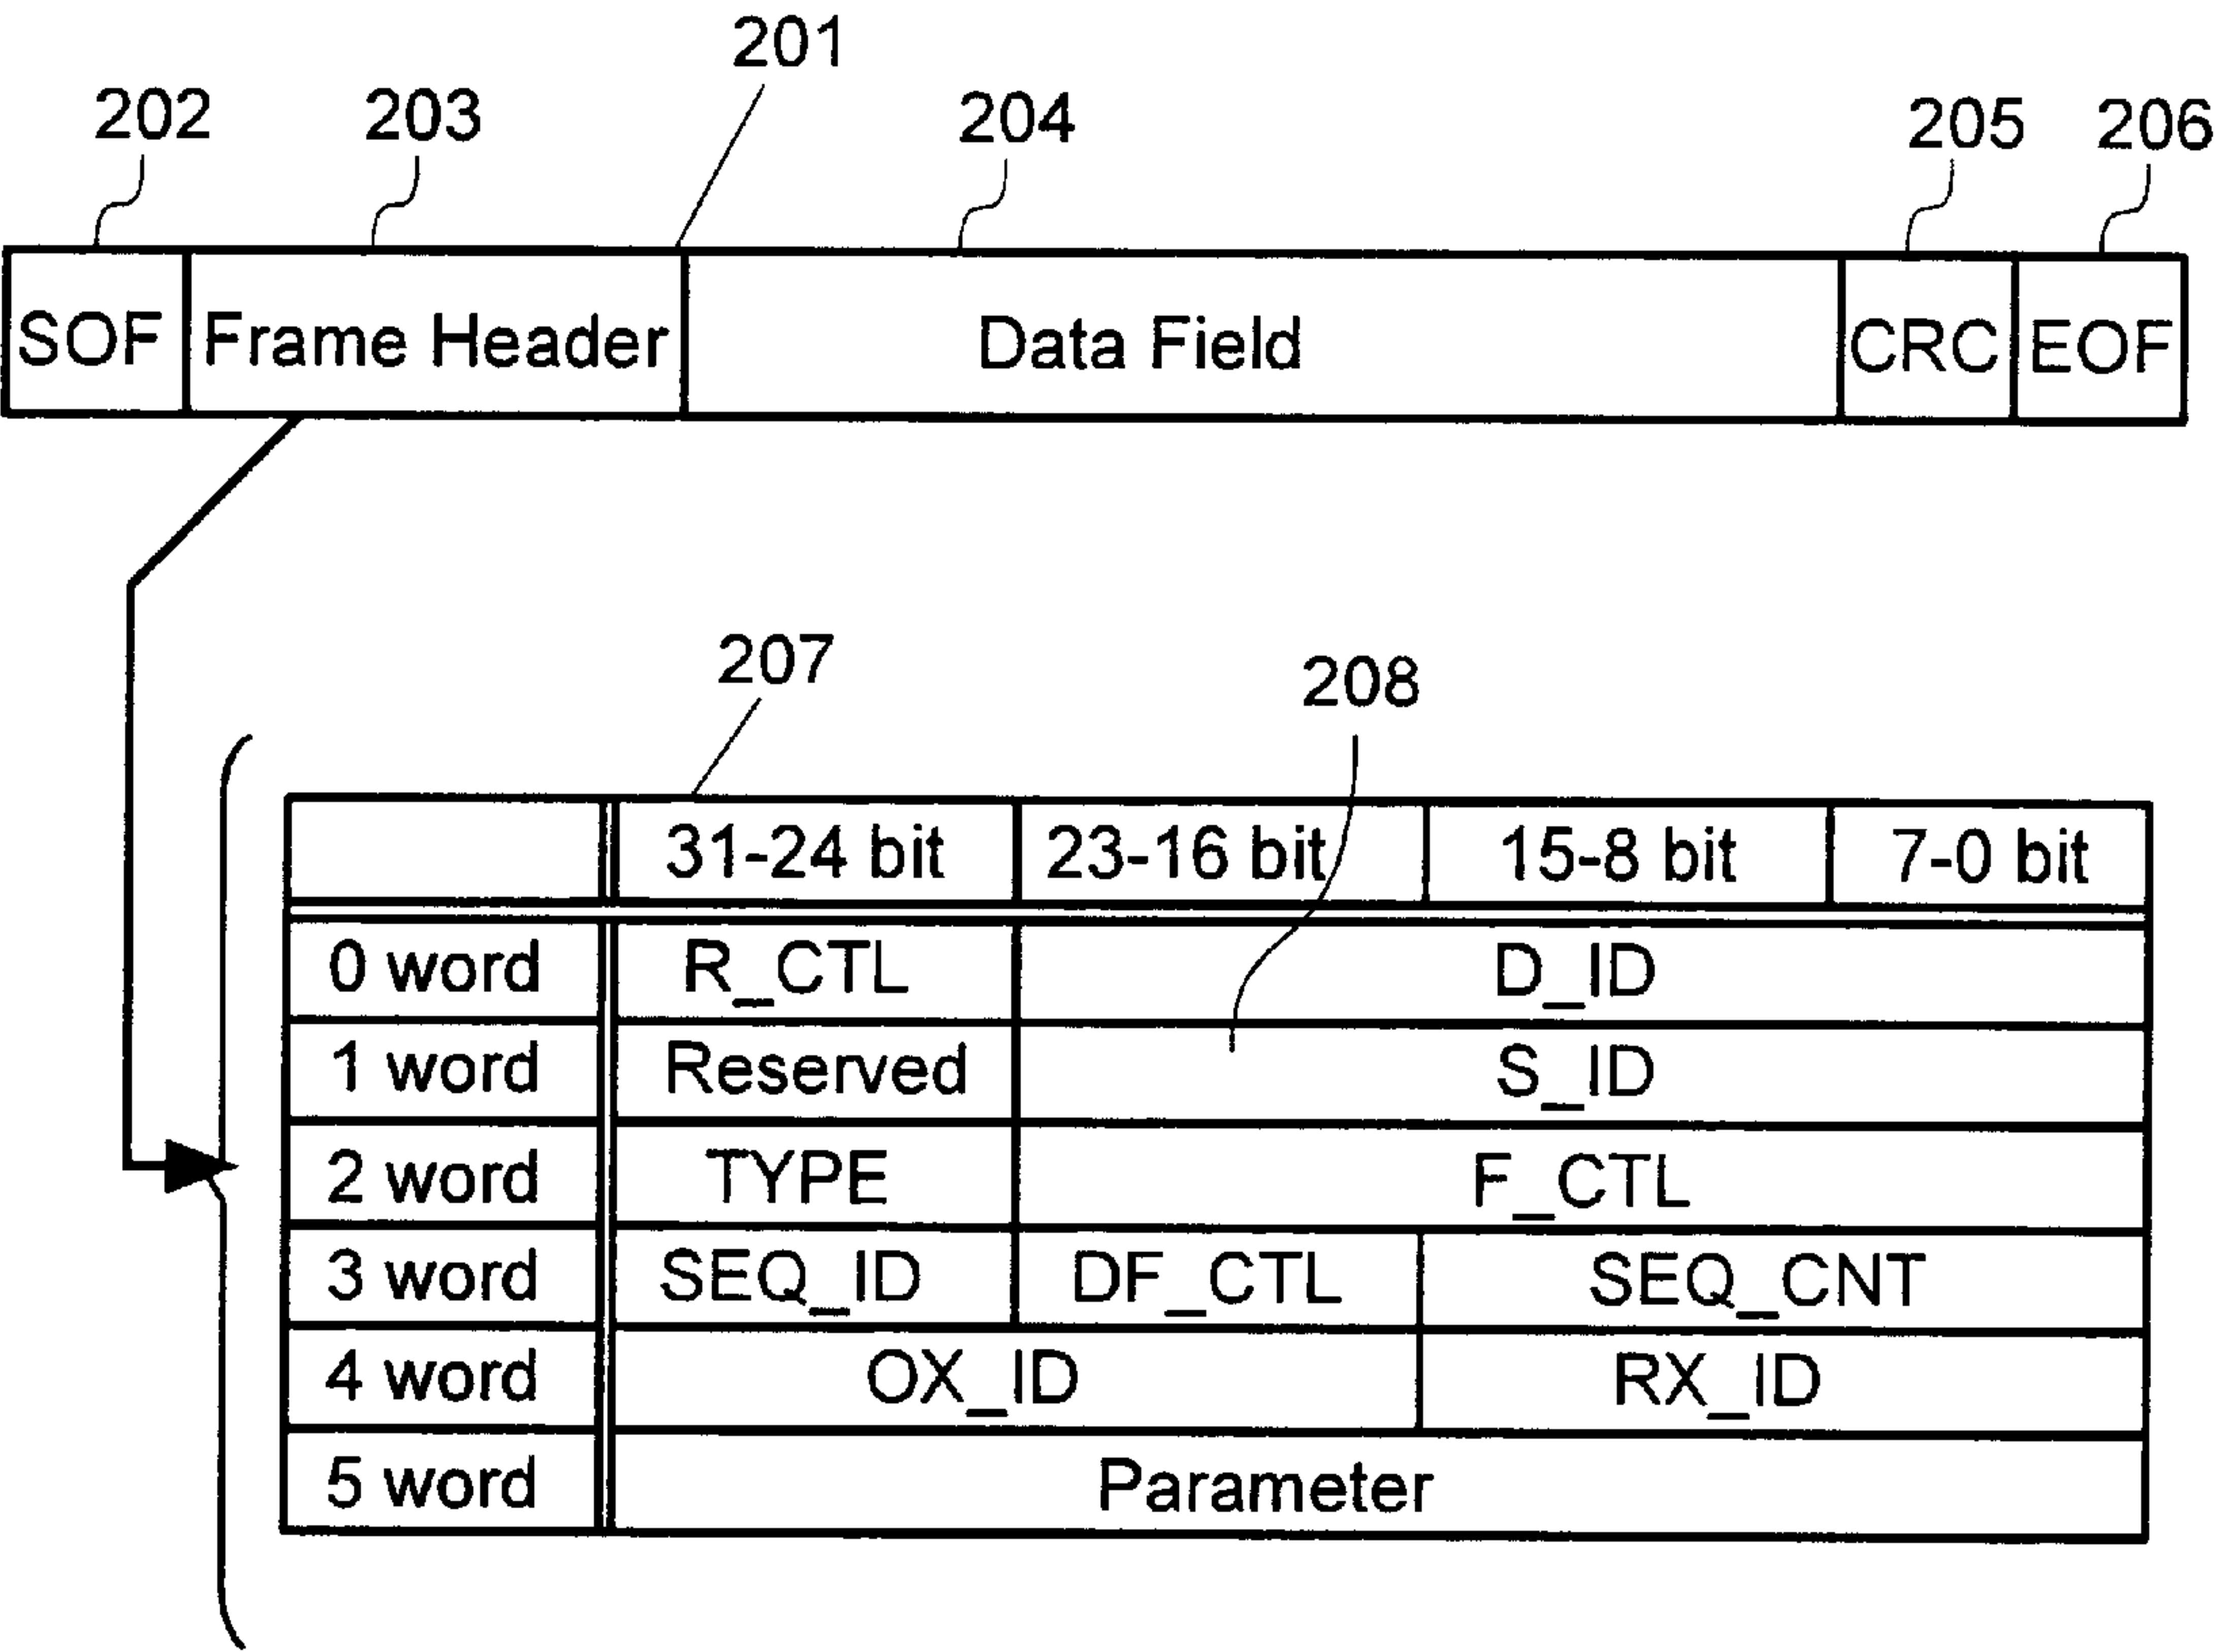 201
202 203 204 205 206
SOF Frame Header Data Field CRC EOF
207 208
31-24 bit 23-16 bit 15-8 bit 7-0 bit
0 word R_CTL D_ID
1 word Reserved S_ID
2 word TYPE F_CTL
3 word SEQ_ID DF_CTL SEQ_CNT
4 word OX_ID RX_ID
5 word Parameter